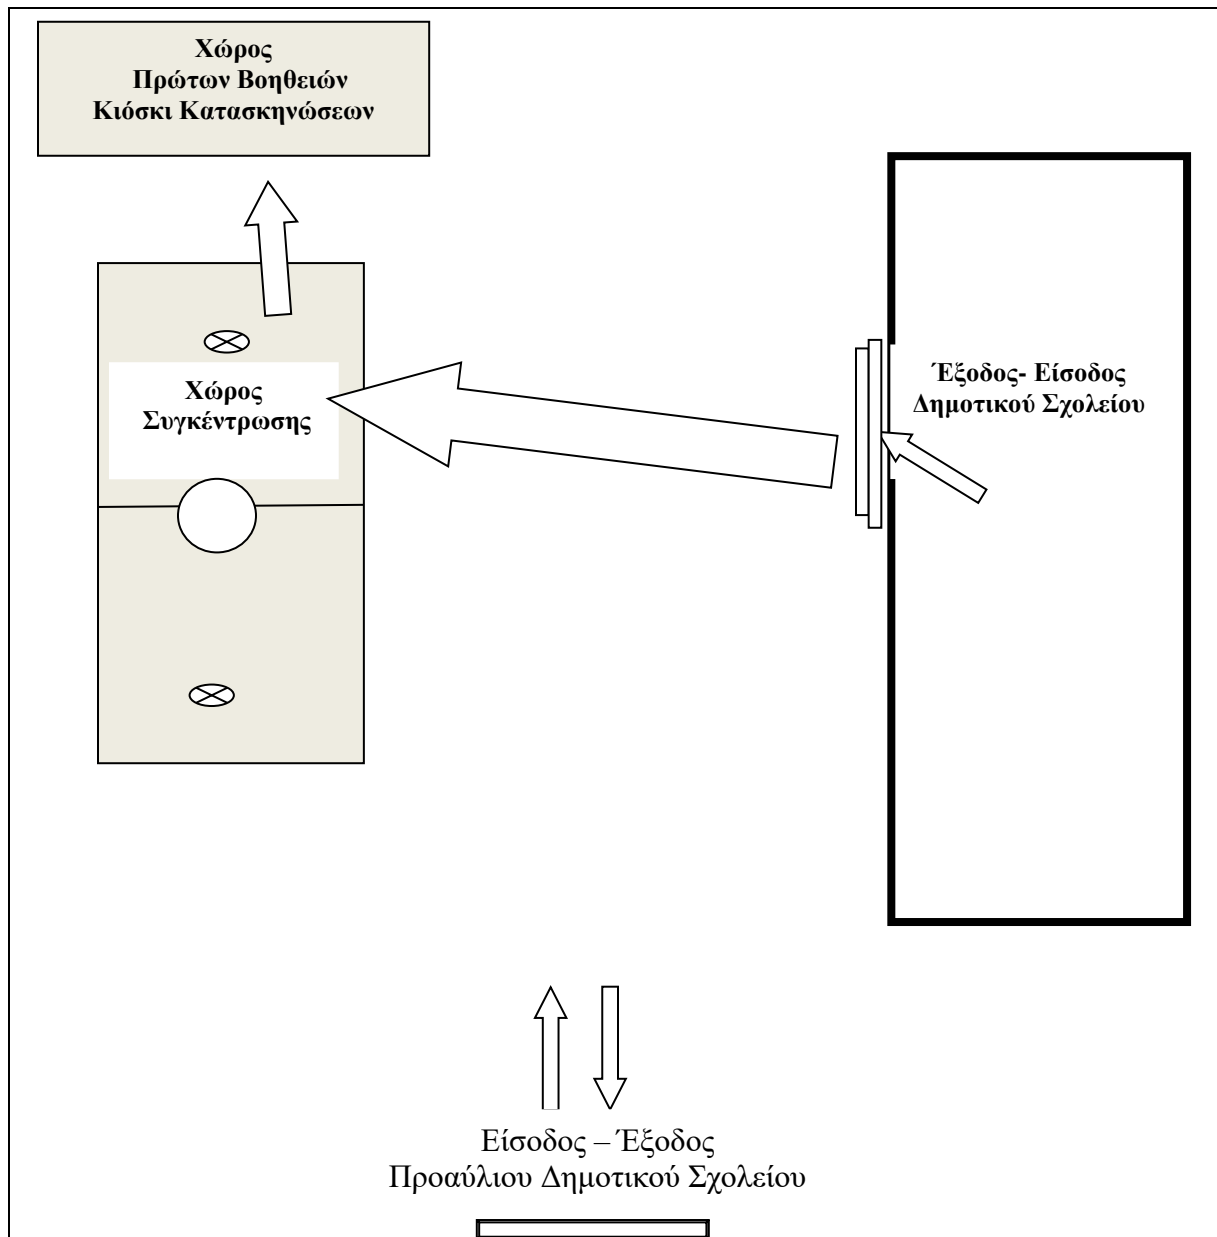 Χώρος
Πρώτων Βοηθειών
Κιόσκι Κατασκηνώσεων
Χώρος
Συγκέντρωσης
Έξοδος- Είσοδος
Δημοτικού Σχολείου
Είσοδος – Έξοδος
Προαύλιου Δημοτικού Σχολείου